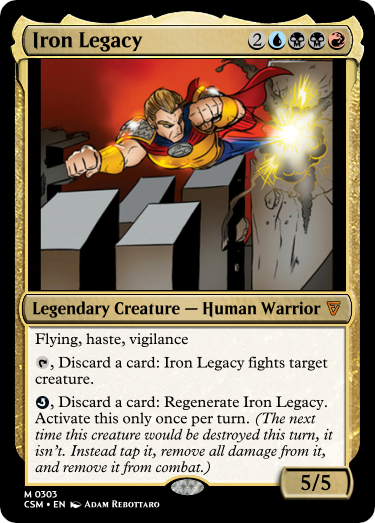 Iron Legacy 2
Legendary Creature — Human Warrior
Flying, haste, vigilance
, Discard a card: Iron Legacy fights target
creature.
, Discard a card: Regenerate Iron Legacy.
Activate this only once per turn. (The next
time this creature would be destroyed this turn, it
isn't. Instead tap it, remove all damage from it,
and remove it from combat.)
5/5
M 0303
CSM • EN Adam Rebottaro